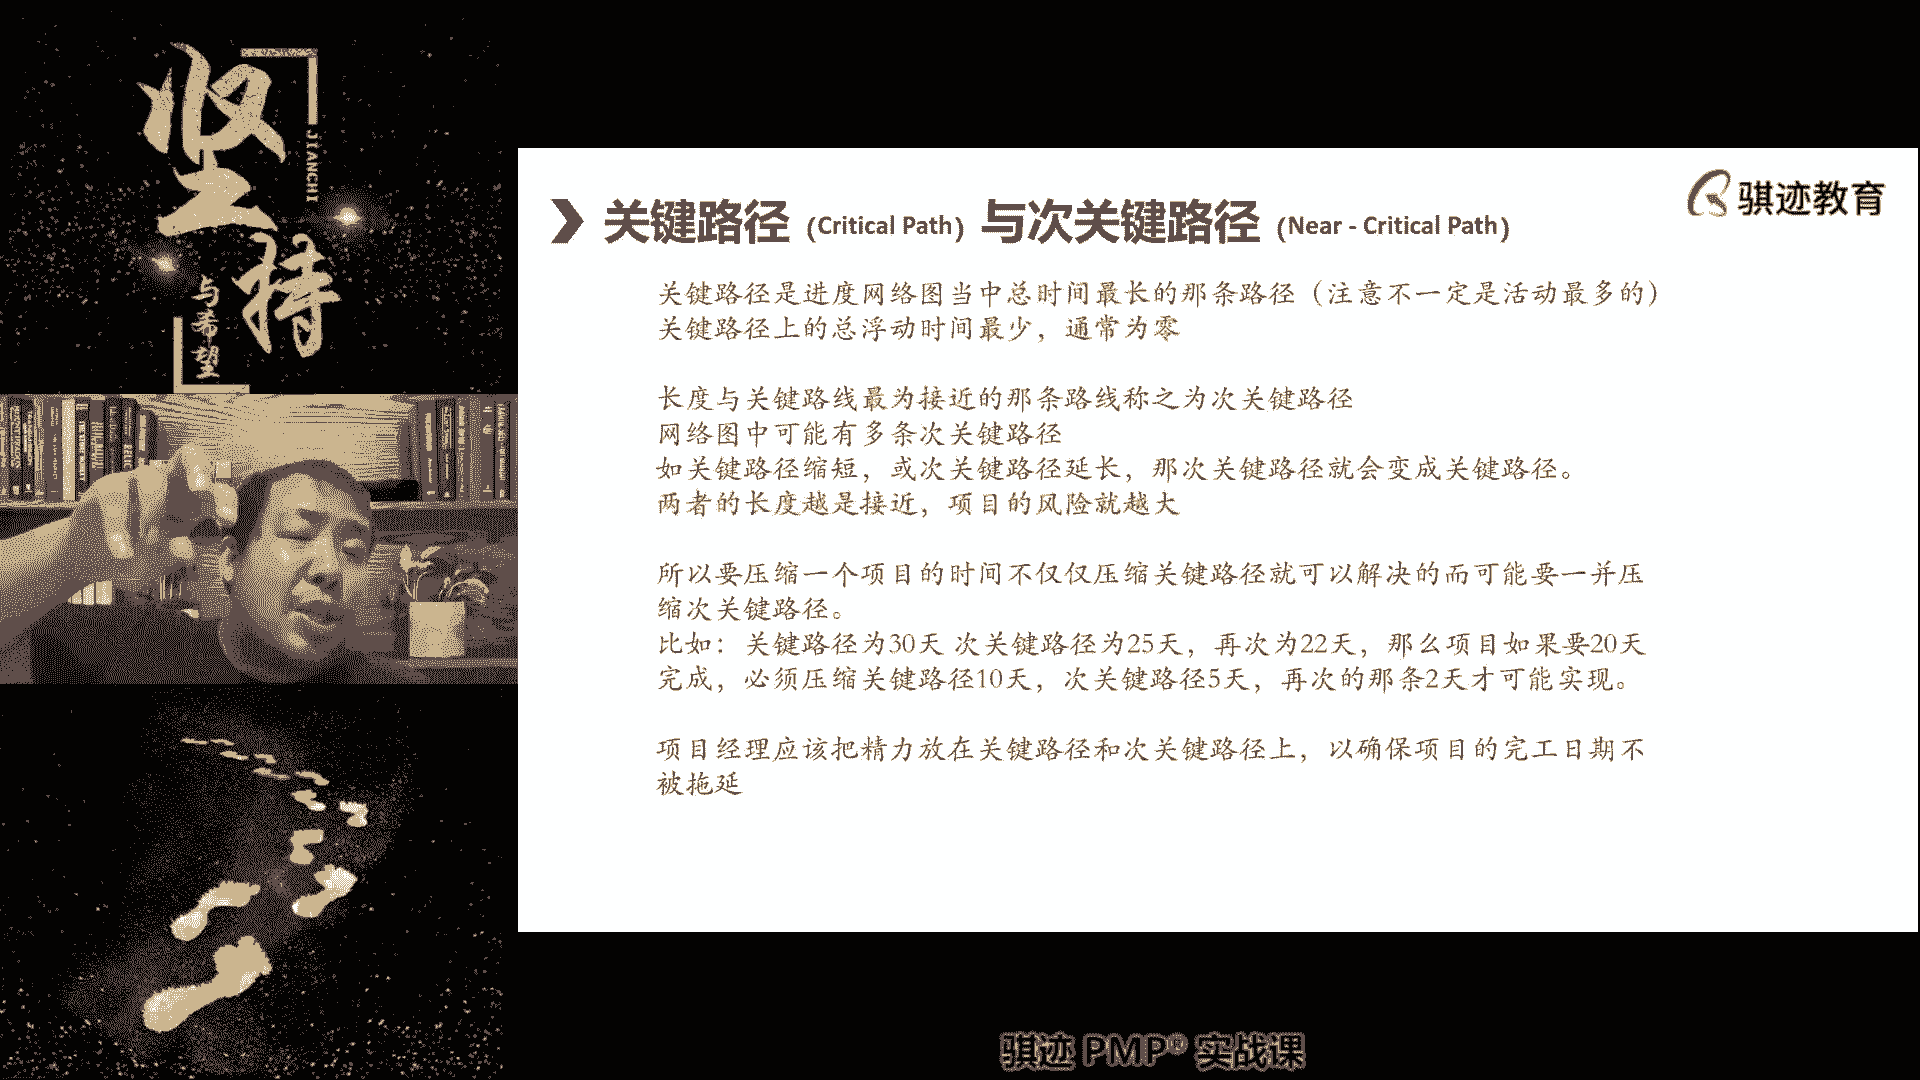 坚持
JIANCHI
与希望
骐迹教育
关键路径（Critical Path）与次关键路径（Near - Critical Path）
关键路径是进度网络图当中总时间最长的那条路径（注意不一定是活动最多的）
关键路径上的总浮动时间最少，通常为零
长度与关键路线最为接近的那条路线称之为次关键路径
网络图中可能有多条次关键路径
如关键路径缩短，或次关键路径延长，那次关键路径就会变成关键路径。
两者的长度越是接近，项目的风险就越大
所以要压缩一个项目的时间不仅仅压缩关键路径就可以解决的而可能要一并压
缩次关键路径。
比如：关键路径为30天 次关键路径为25天，再次为22天，那么项目如果要20天
完成，必须压缩关键路径10天，次关键路径5天，再次的那条2天才可能实现。
项目经理应该把精力放在关键路径和次关键路径上，以确保项目的完工日期不
被拖延
骐迹 PMP® 实战课